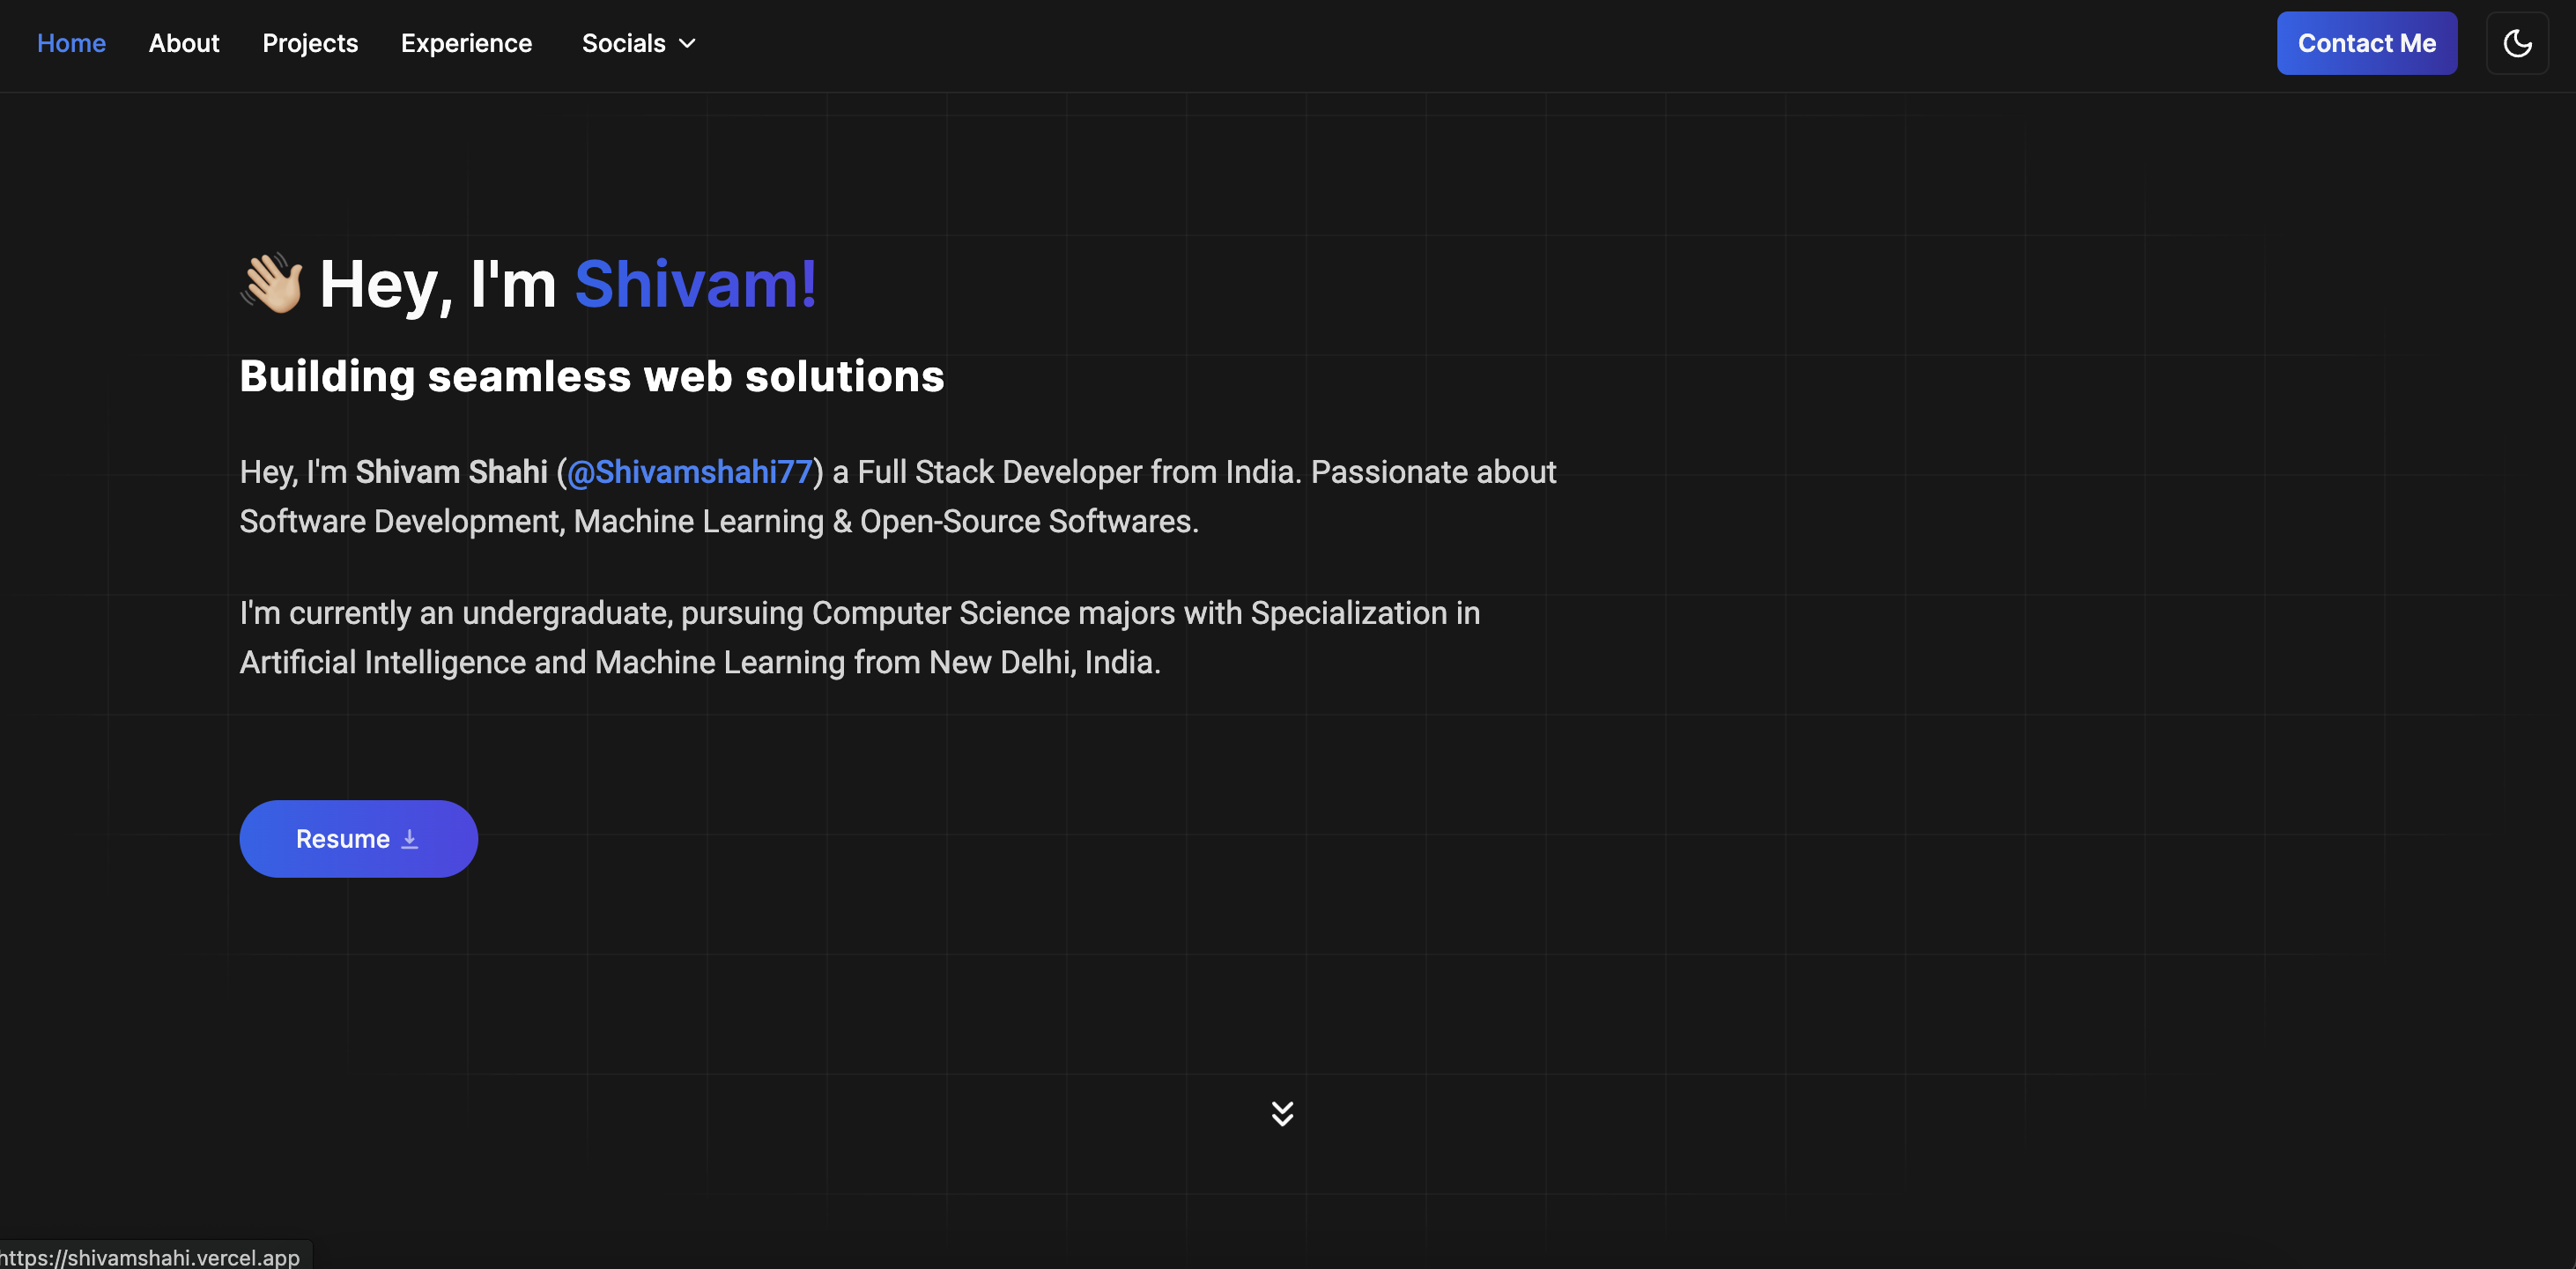 Home About Projects Experience Socials Contact Me
👋🏼 Hey, I'm Shivam!
Building seamless web solutions
Hey, I'm Shivam Shahi (@Shivamshahi77) a Full Stack Developer from India. Passionate about
Software Development, Machine Learning & Open-Source Softwares.
I'm currently an undergraduate, pursuing Computer Science majors with Specialization in
Artificial Intelligence and Machine Learning from New Delhi, India.
Resume
https://shivamshahi.vercel.app